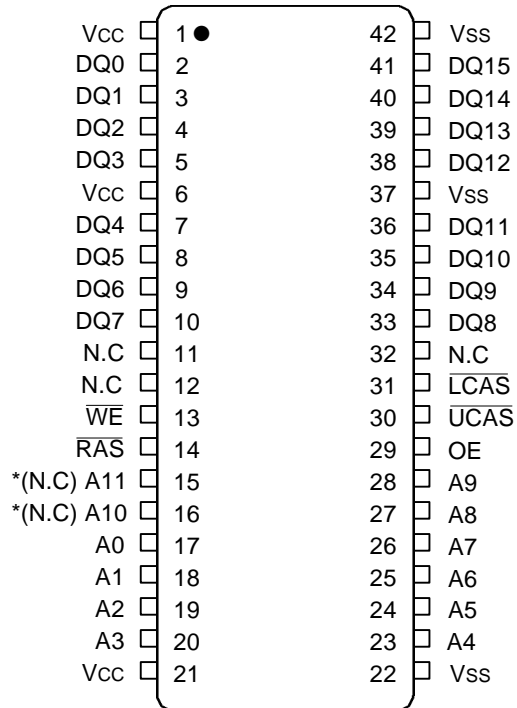 Vcc 1 42 Vss
DQ0 2 41 DQ15
DQ1 3 40 DQ14
DQ2 4 39 DQ13
DQ3 5 38 DQ12
Vcc 6 37 Vss
DQ4 7 36 DQ11
DQ5 8 35 DQ10
DQ6 9 34 DQ9
DQ7 10 33 DQ8
N.C 11 32 N.C
N.C 12 31 L̅C̅A̅S̅
W̅E̅ 13 30 U̅C̅A̅S̅
R̅A̅S̅ 14 29 OE
*(N.C) A11 15 28 A9
*(N.C) A10 16 27 A8
A0 17 26 A7
A1 18 25 A6
A2 19 24 A5
A3 20 23 A4
Vcc 21 22 Vss